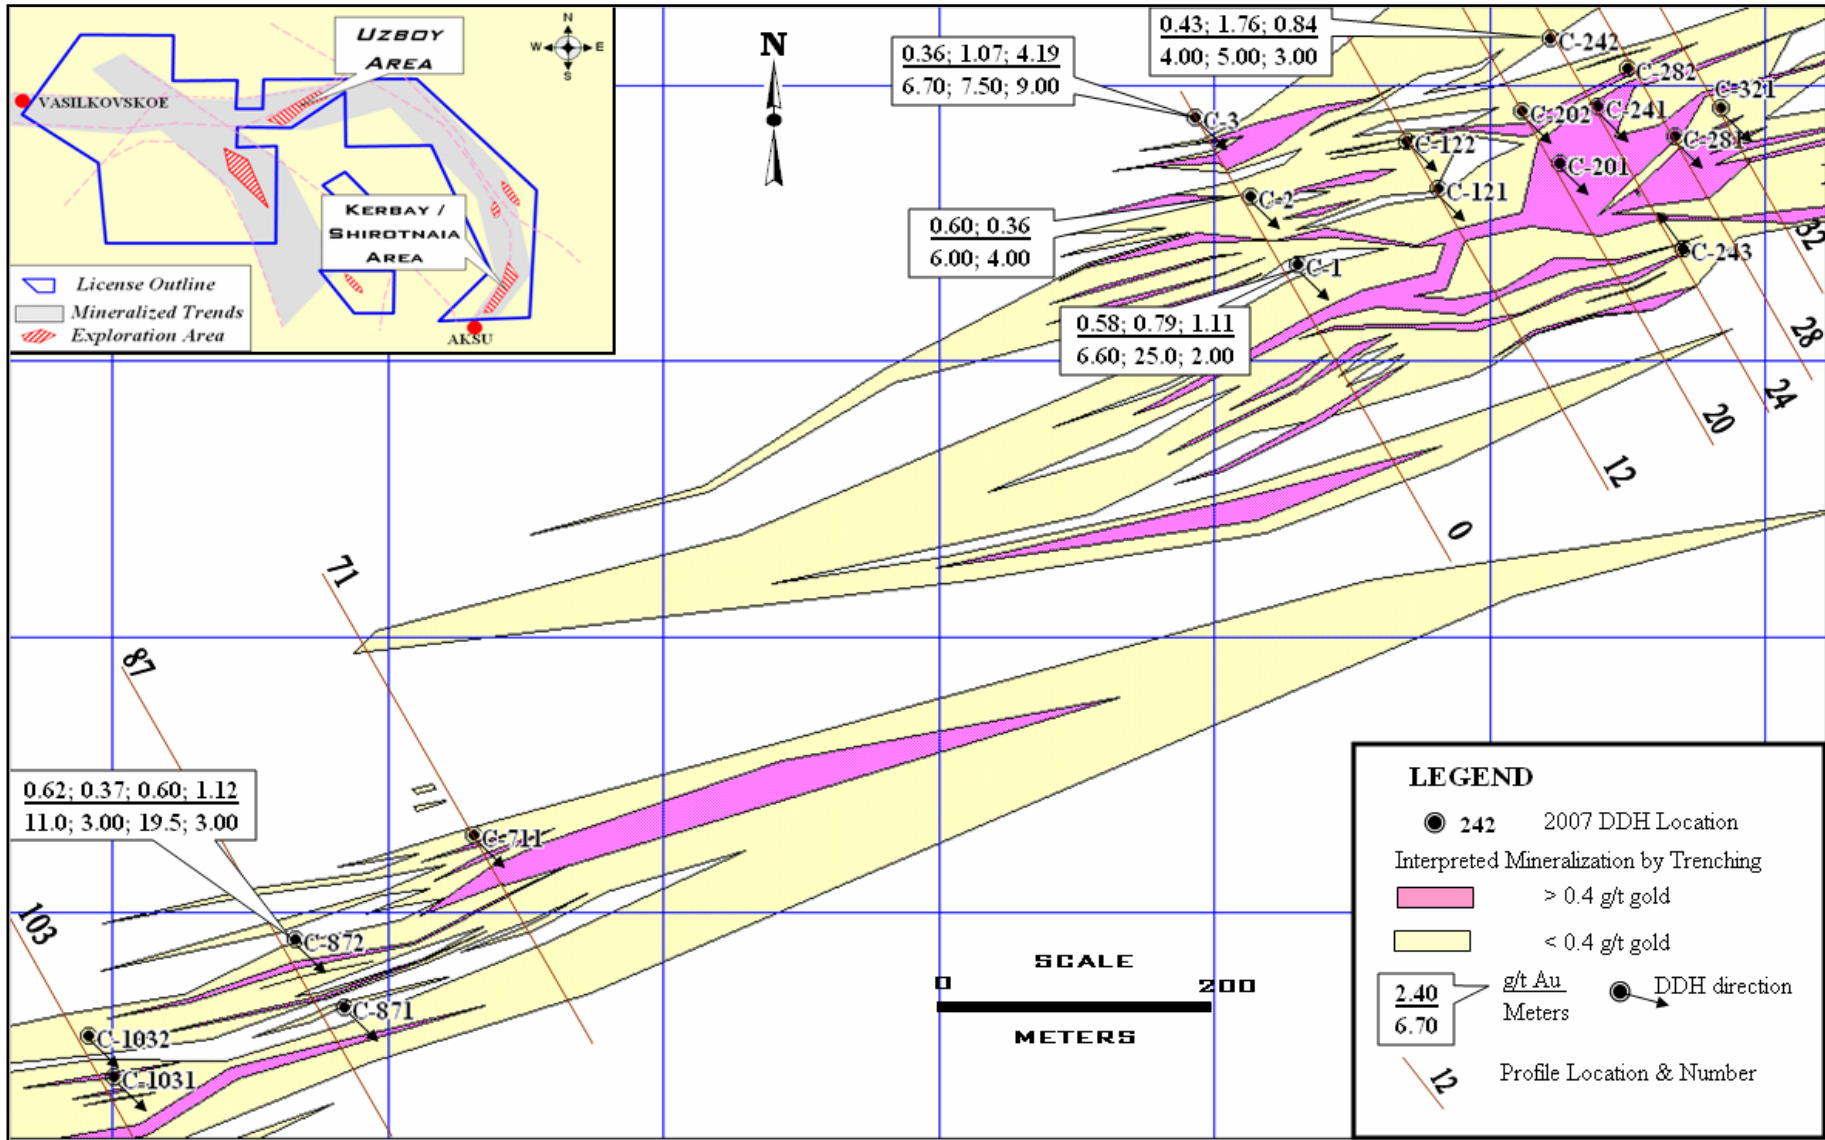 UZBOY
AREA
N
W
E
S
VASILKOVSKOE
KERBAY /
SHIROTNAIA
AREA
License Outline
Mineralized Trends
Exploration Area
AKSU
N
0.36; 1.07; 4.19
6.70; 7.50; 9.00
0.43; 1.76; 0.84
4.00; 5.00; 3.00
C-242
C-282
C-321
C-3
C-202
C-241
C-122
C-281
C-201
C-2
C-121
0.60; 0.36
6.00; 4.00
C-243
C-1
0.58; 0.79; 1.11
6.60; 25.0; 2.00
32
28
24
20
12
0
71
87
0.62; 0.37; 0.60; 1.12
11.0; 3.00; 19.5; 3.00
C-711
103
C-872
C-871
C-1032
C-1031
SCALE
0 200
METERS
LEGEND
242 2007 DDH Location
Interpreted Mineralization by Trenching
> 0.4 g/t gold
< 0.4 g/t gold
2.40
6.70
g/t Au
Meters
DDH direction
12 Profile Location & Number